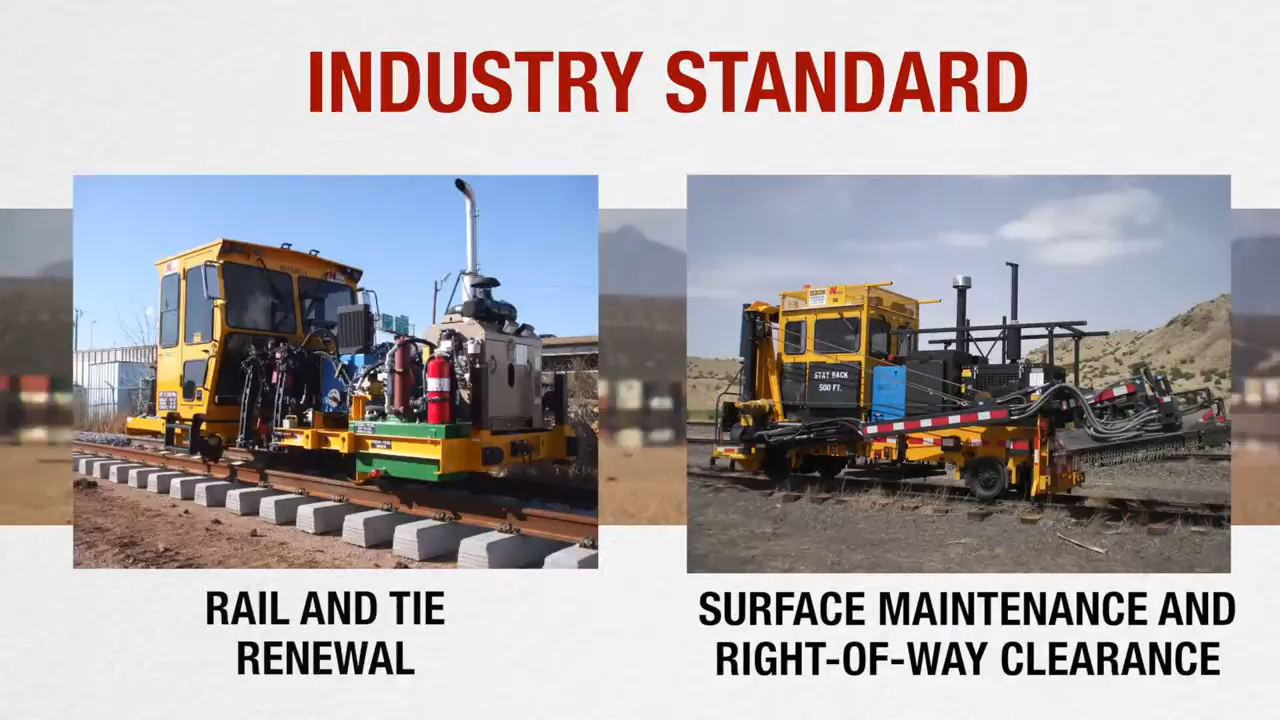 INDUSTRY STANDARD
STAY BACK
500 FT.
RAIL AND TIE
RENEWAL
SURFACE MAINTENANCE AND
RIGHT-OF-WAY CLEARANCE